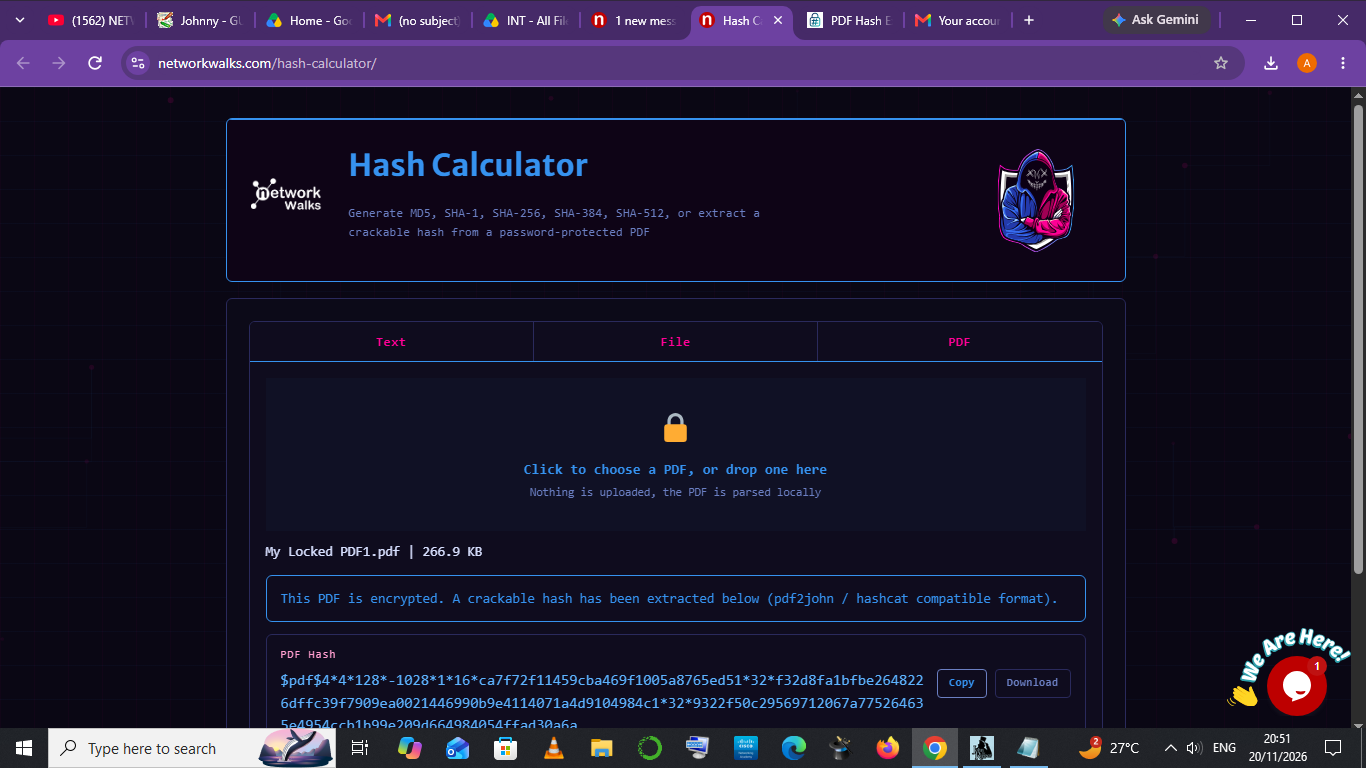 (1562) NETW
Johnny - GU
Home - Goo
(no subject)
INT - All File
1 new mess
Hash Ca
PDF Hash E
Your accou
Ask Gemini
networkwalks.com/hash-calculator/
A
network
Walks
Hash Calculator
Generate MD5, SHA-1, SHA-256, SHA-384, SHA-512, or extract a
crackable hash from a password-protected PDF
Text
File
PDF
Click to choose a PDF, or drop one here
Nothing is uploaded, the PDF is parsed locally
My Locked PDF1.pdf | 266.9 KB
This PDF is encrypted. A crackable hash has been extracted below (pdf2john / hashcat compatible format).
PDF Hash
$pdf$4*4*128*-1028*1*16*ca7f72f11459cba469f1005a8765ed51*32*f32d8fa1bfbe264822
6dffc39f7909ea0021446990b9e4114071a4d9104984c1*32*9322f50c29569712067a77526463
5e4954ccb1b99e209d664984054ffad30a6a
Copy
Download
We Are Here!
1
Type here to search
2
27°C
ENG
20:51
20/11/2026